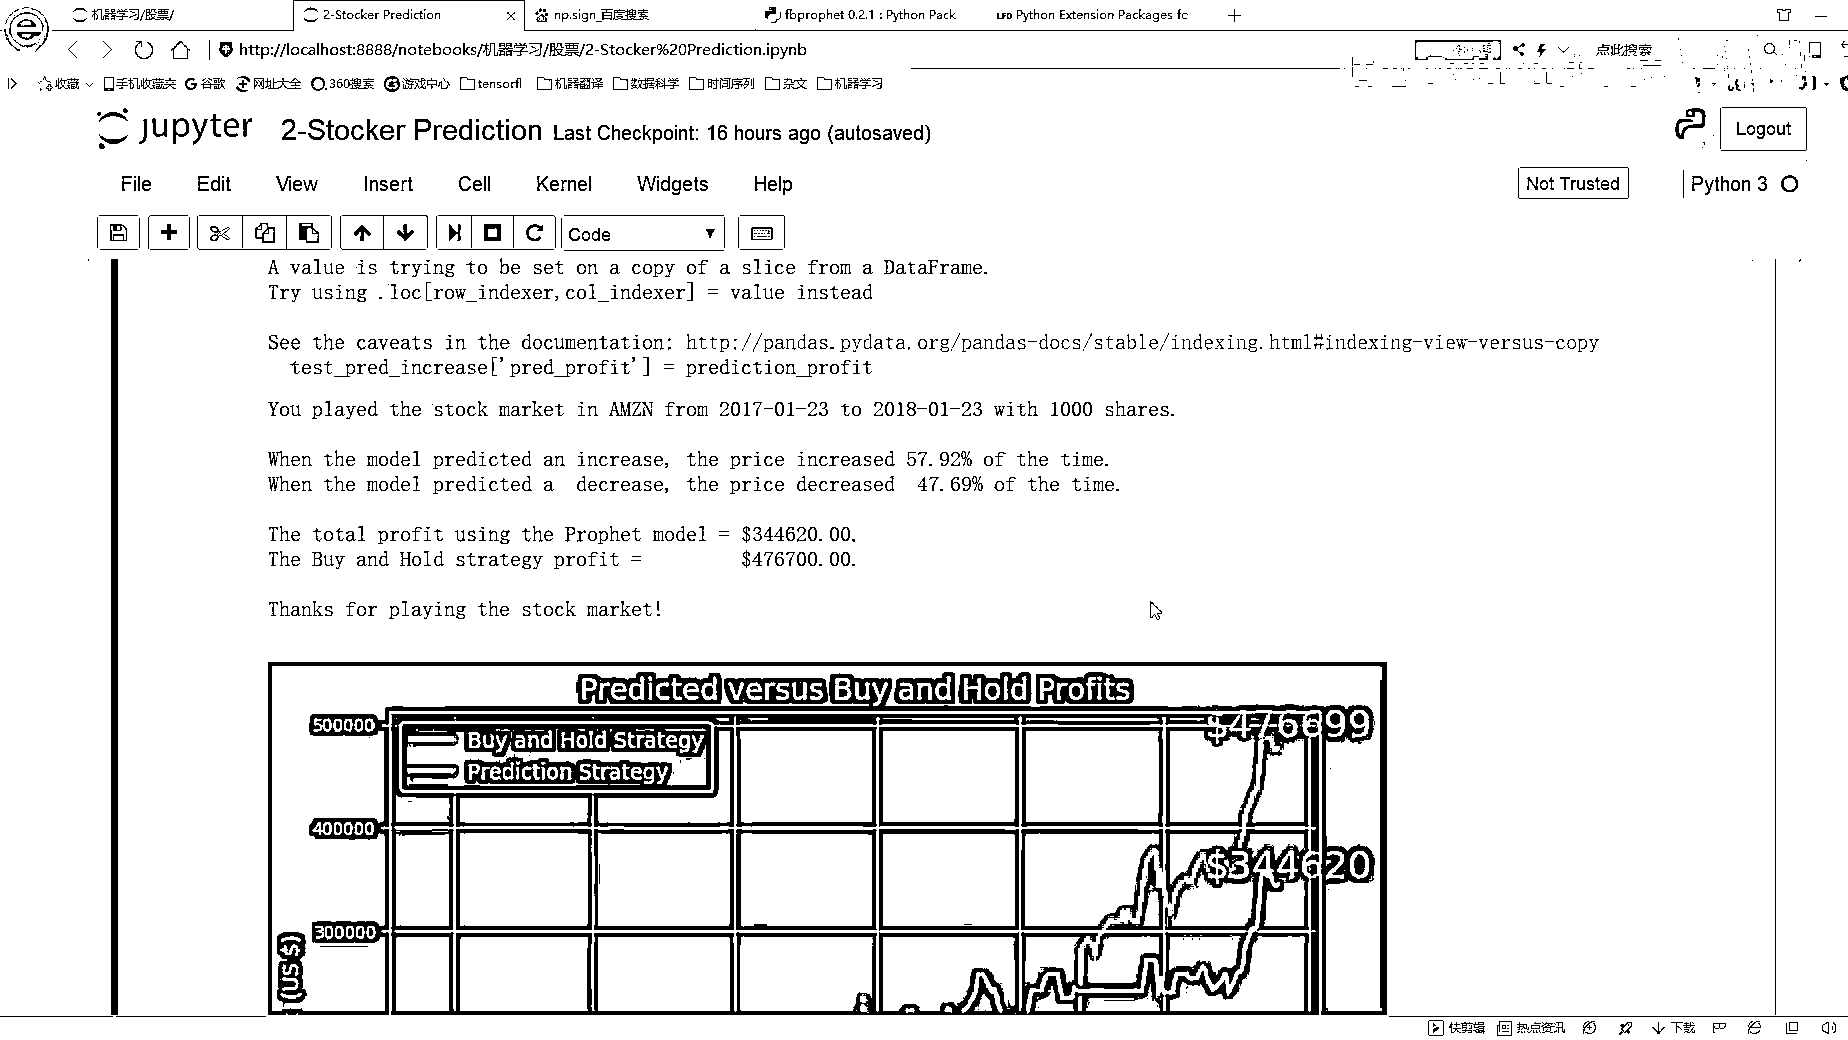 机器学习/股票/
2-Stocker Prediction
np.sign_百度搜索
fbprophet 0.2.1 : Python Pack
LFD Python Extension Packages fo
http://localhost:8888/notebooks/机器学习/股票/2-Stocker%20Prediction.ipynb
点此搜索
收藏 手机收藏夹 谷歌 网址大全 360搜索 游戏中心 tensorfl 机器翻译 数据科学 时间序列 杂文 机器学习
jupyter 2-Stocker Prediction Last Checkpoint: 16 hours ago (autosaved)
Logout
File Edit View Insert Cell Kernel Widgets Help
Not Trusted
Python 3
Code
A value is trying to be set on a copy of a slice from a DataFrame.
Try using .loc[row_indexer,col_indexer] = value instead
See the caveats in the documentation: http://pandas.pydata.org/pandas-docs/stable/indexing.html#indexing-view-versus-copy
test_pred_increase['pred_profit'] = prediction_profit
You played the stock market in AMZN from 2017-01-23 to 2018-01-23 with 1000 shares.
When the model predicted an increase, the price increased 57.92% of the time.
When the model predicted a  decrease, the price decreased  47.69% of the time.
The total profit using the Prophet model = $344620.00.
The Buy and Hold strategy profit =         $476700.00.
Thanks for playing the stock market!
Predicted versus Buy and Hold Profits
500000
$476699
Buy and Hold Strategy
Prediction Strategy
400000
$344620
300000
(US $)
快剪辑 热点资讯 下载